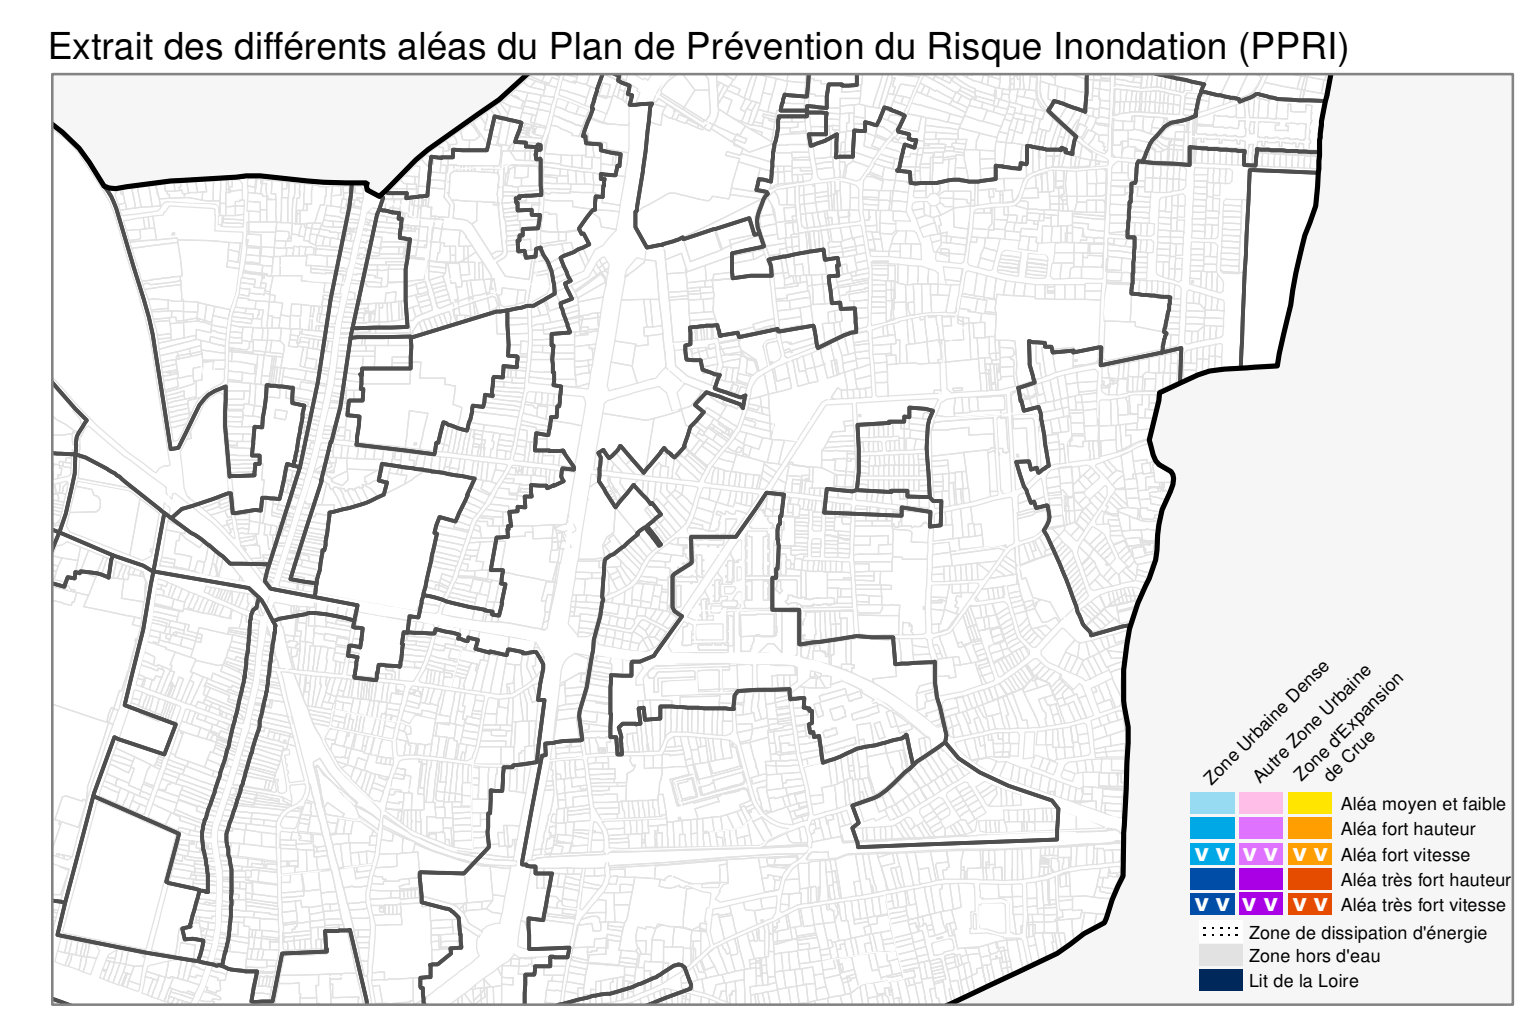 Extrait des différents aléas du Plan de Prévention du Risque Inondation (PPRI)
Zone Urbaine Dense
Autre Zone Urbaine
Zone d'Expansion
de Crue
Aléa moyen et faible
Aléa fort hauteur
V V V V V V Aléa fort vitesse
Aléa très fort hauteur
V V V V V V Aléa très fort vitesse
Zone de dissipation d'énergie
Zone hors d'eau
Lit de la Loire